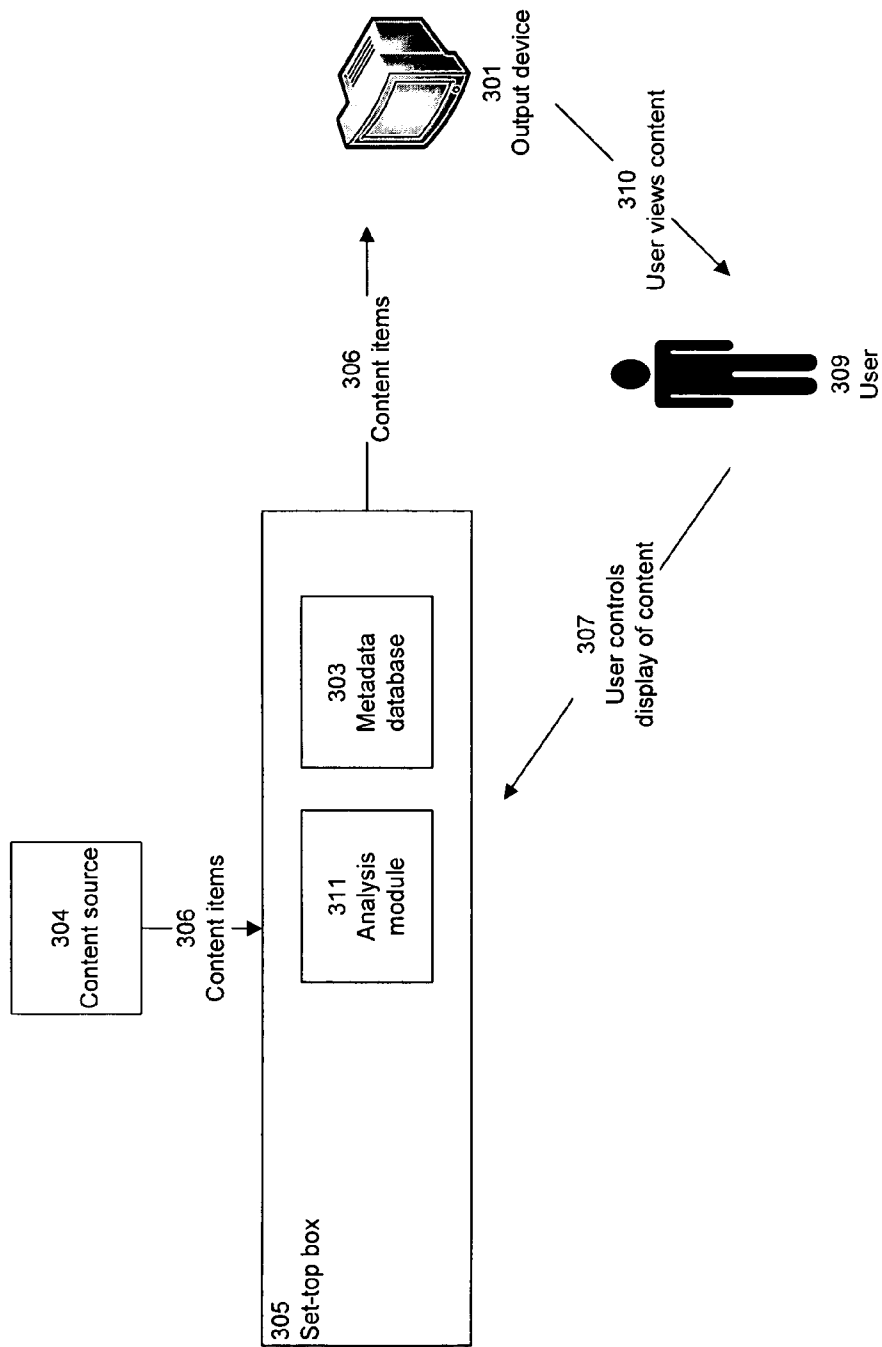 304
Content source
306
Content items
305
Set-top box
311
Analysis
module
303
Metadata
database
306
Content items
301
Output device
307
User controls
display of content
309
User
310
User views content